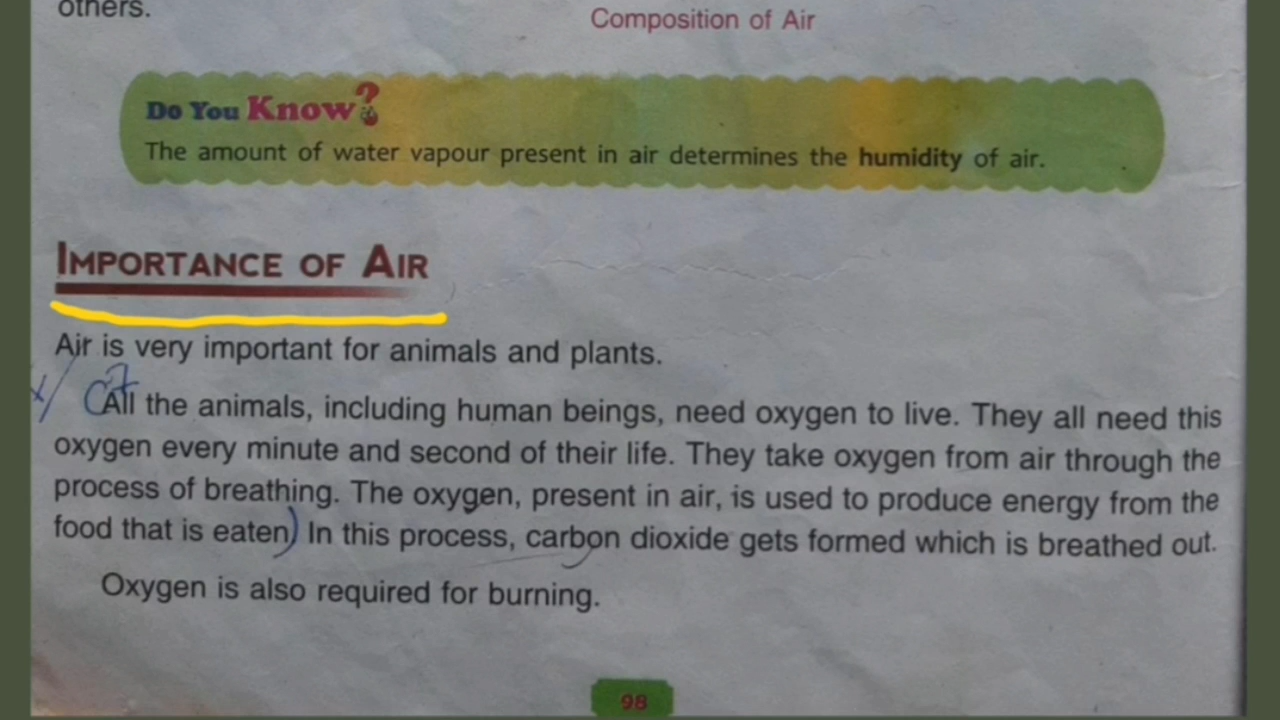 others.
Composition of Air
Do You Know?
The amount of water vapour present in air determines the humidity of air.
IMPORTANCE OF AIR
Air is very important for animals and plants.
All the animals, including human beings, need oxygen to live. They all need this
oxygen every minute and second of their life. They take oxygen from air through the
process of breathing. The oxygen, present in air, is used to produce energy from the
food that is eaten. In this process, carbon dioxide gets formed which is breathed out.
Oxygen is also required for burning.
98